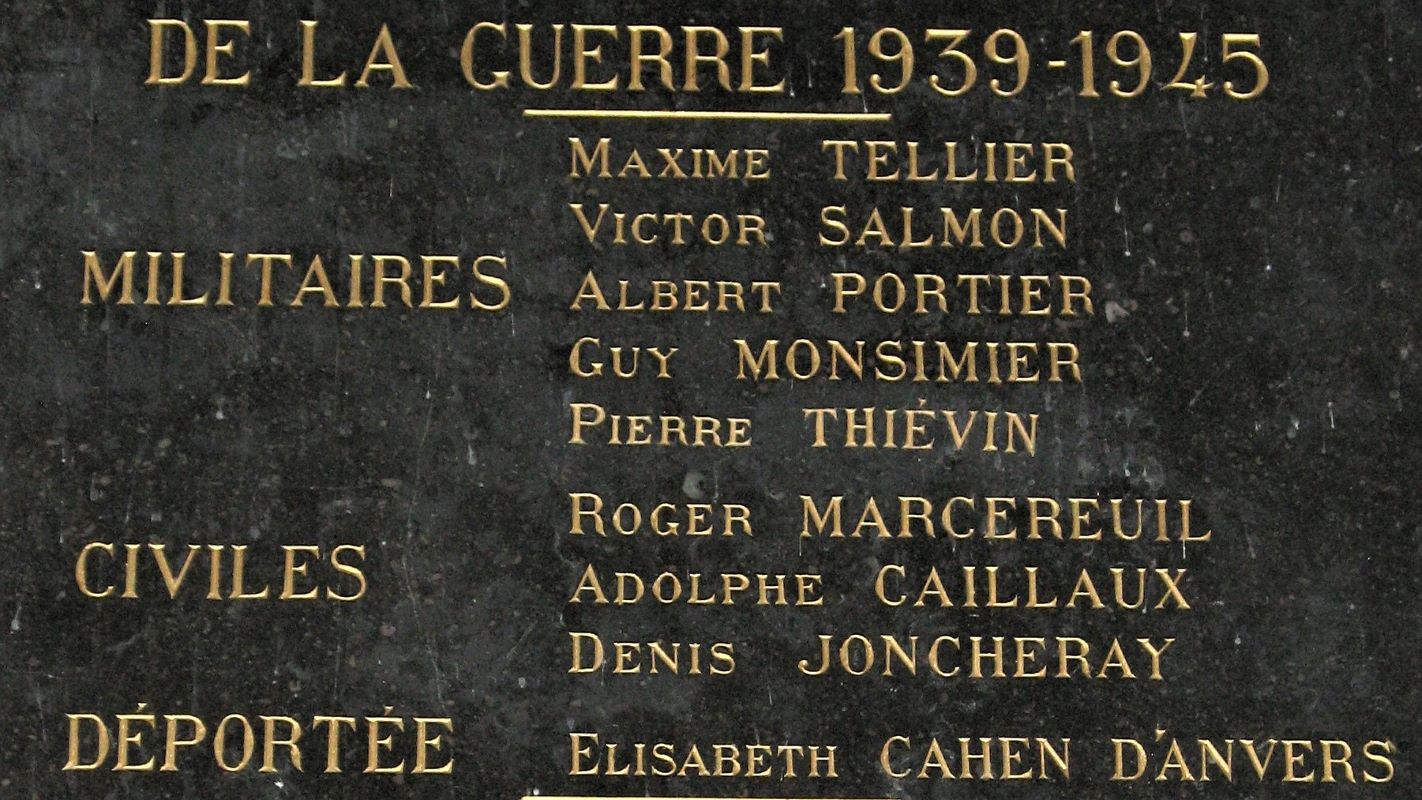 DE LA GUERRE 1939-1945
MAXIME TELLIER
VICTOR SALMON
MILITAIRES ALBERT PORTIER
GUY MONSIMIER
PIERRE THIÉVIN
ROGER MARCEREUIL
CIVILES ADOLPHE CAILLAUX
DENIS JONCHERAY
DÉPORTÉE ELISABETH CAHEN D'ANVERS